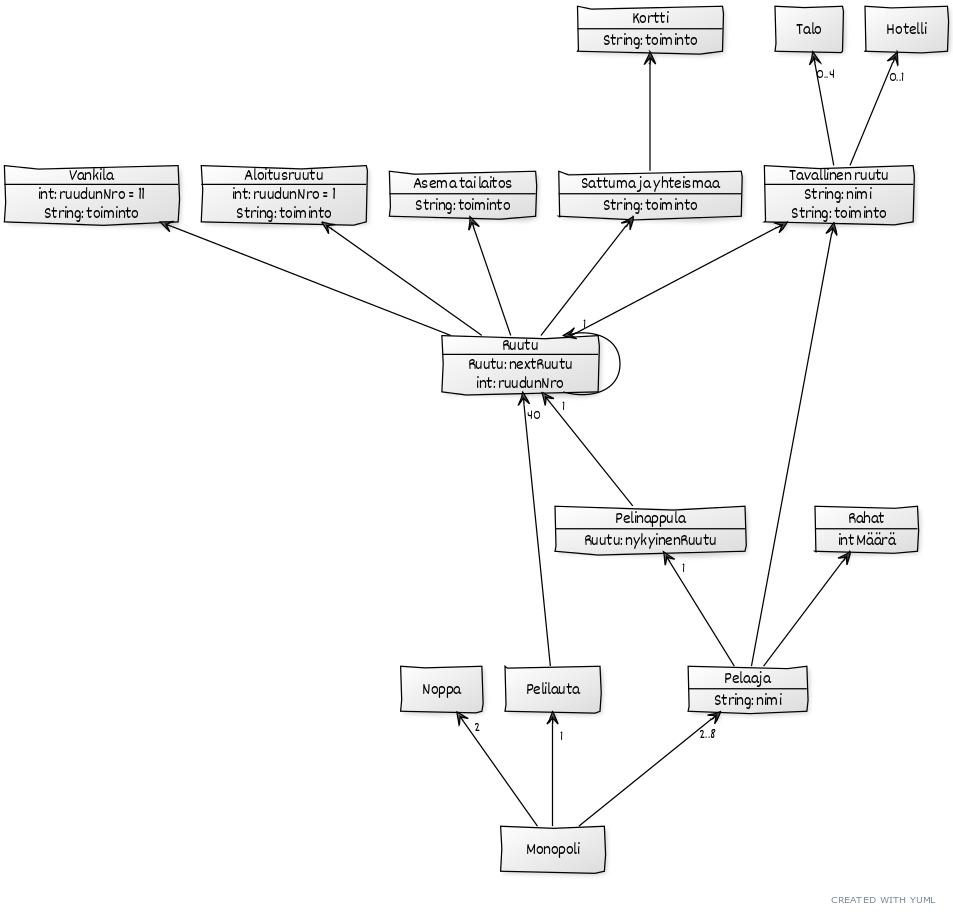 Kortti
String: toiminto
Talo
Hotelli
0..4
0..1
Vankila
int: ruudunNro = 11
String: toiminto
Aloitusruutu
int: ruudunNro = 1
String: toiminto
Asema tai laitos
String: toiminto
Sattuma ja yhteismaa
String: toiminto
Tavallinen ruutu
String: nimi
String: toiminto
1
Ruutu
Ruutu: nextRuutu
int: ruudunNro
40
1
Pelinappula
Ruutu: nykyinenRuutu
Rahat
int Määrä
1
Noppa
Pelilauta
Pelaaja
String: nimi
2
1
2..8
Monopoli
CREATED WITH YUML